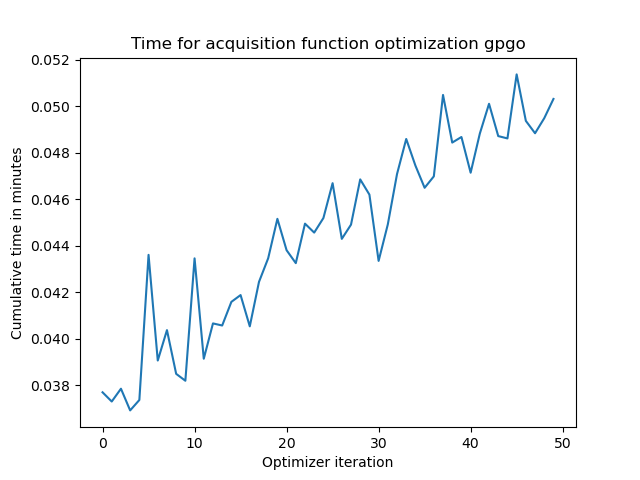 Time for acquisition function optimization gpgo
0.052
0.050
0.048
0.046
0.044
0.042
0.040
0.038
Cumulative time in minutes
0 10 20 30 40 50
Optimizer iteration